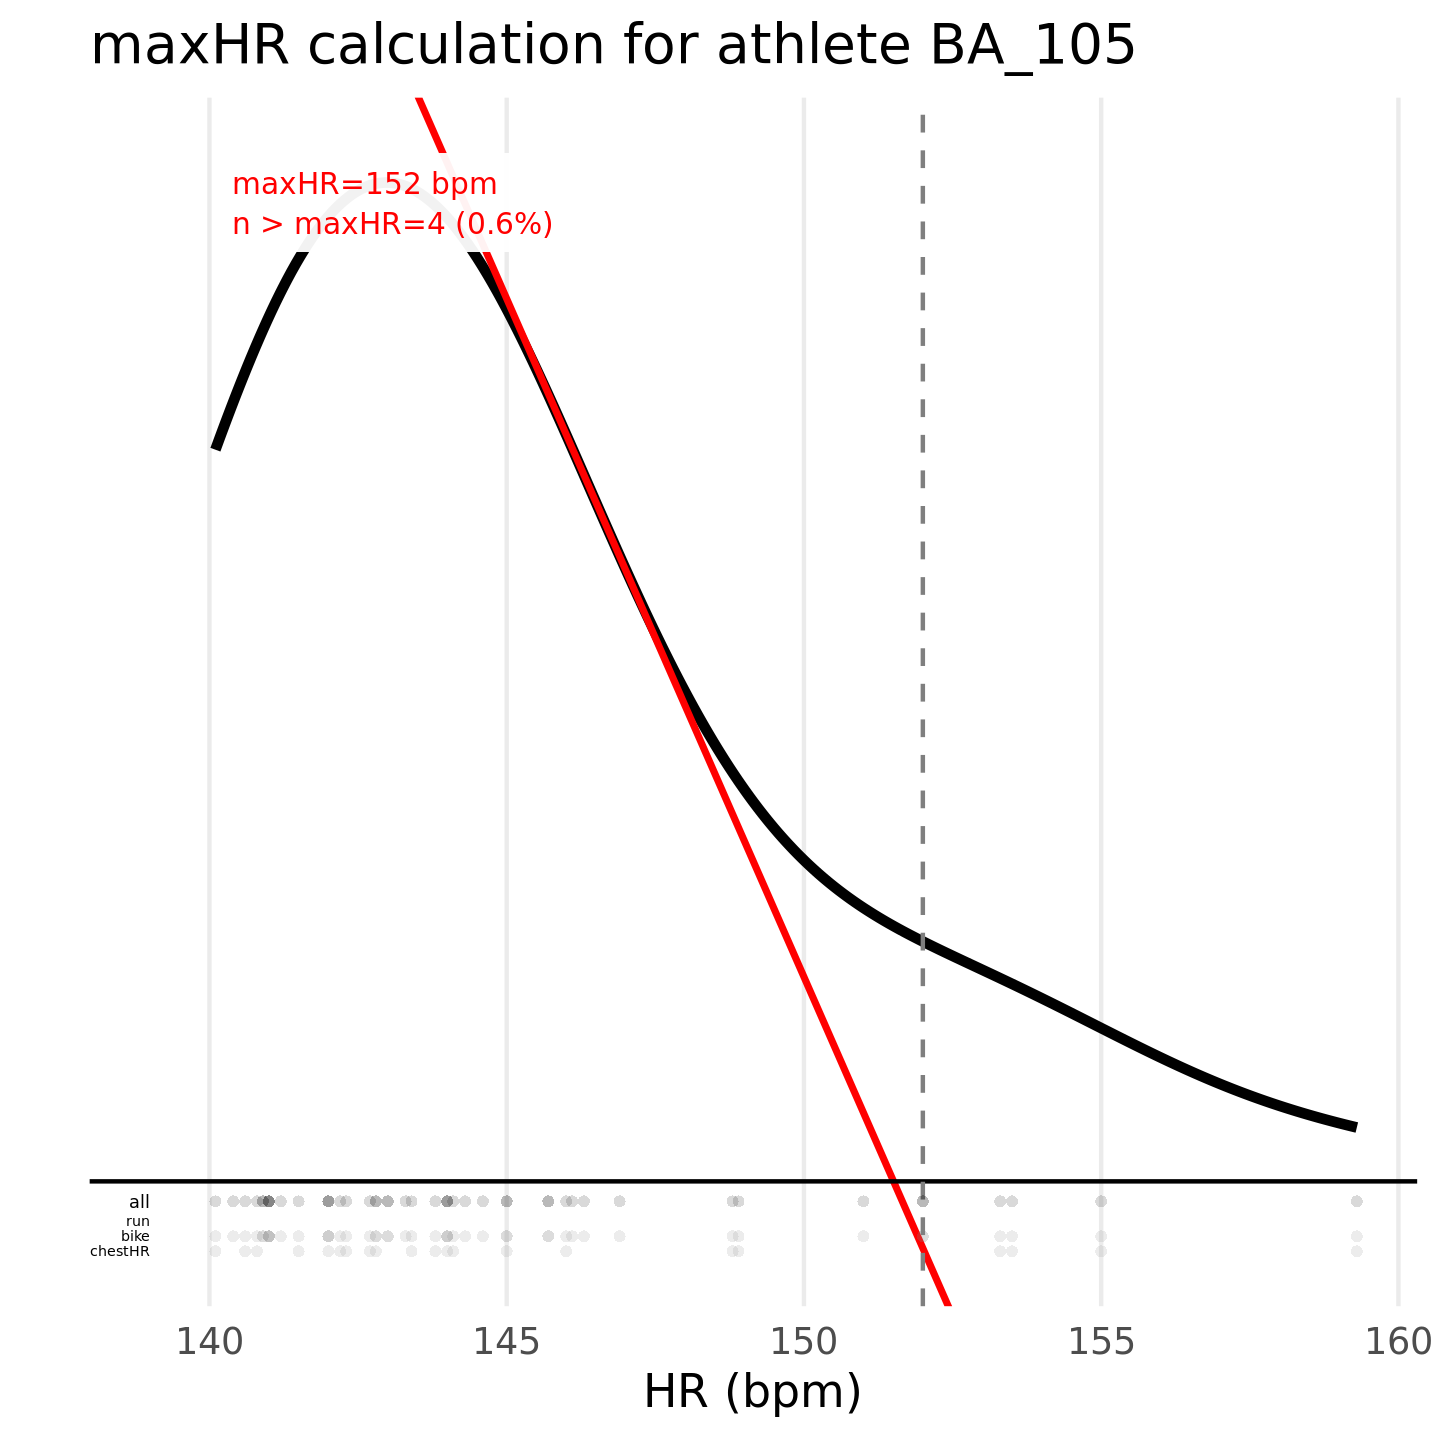 maxHR calculation for athlete BA_105
maxHR=152 bpm
n > maxHR=4 (0.6%)
all
run
bike
chestHR
140 145 150 155 160
HR (bpm)